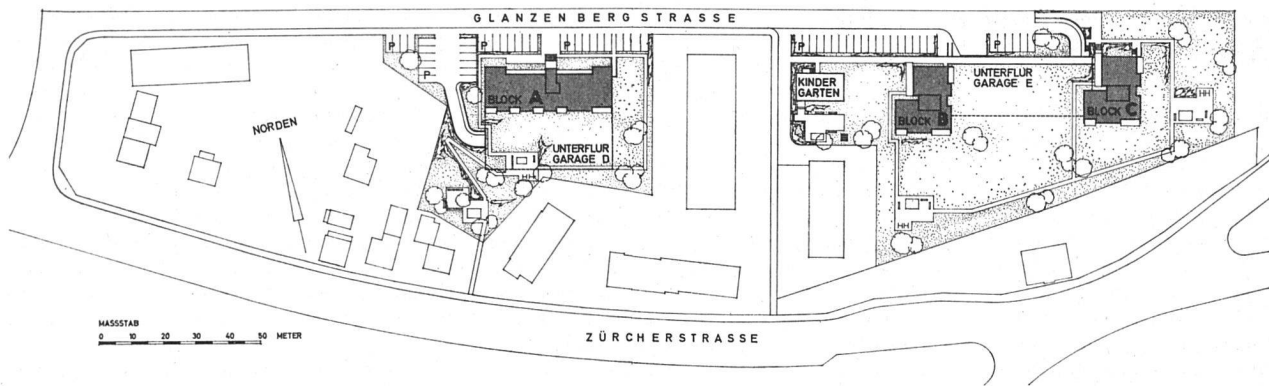 GLANZENBERGSTRASSE
P
P
P
P
P
P
BLOCK A
KINDER
GARTEN
UNTERFLUR
GARAGE E
BLOCK B
BLOCK C
HH
NORDEN
UNTERFLUR
GARAGE D
HH
HH
MASSSTAB
0 10 20 30 40 50 METER
ZÜRCHERSTRASSE